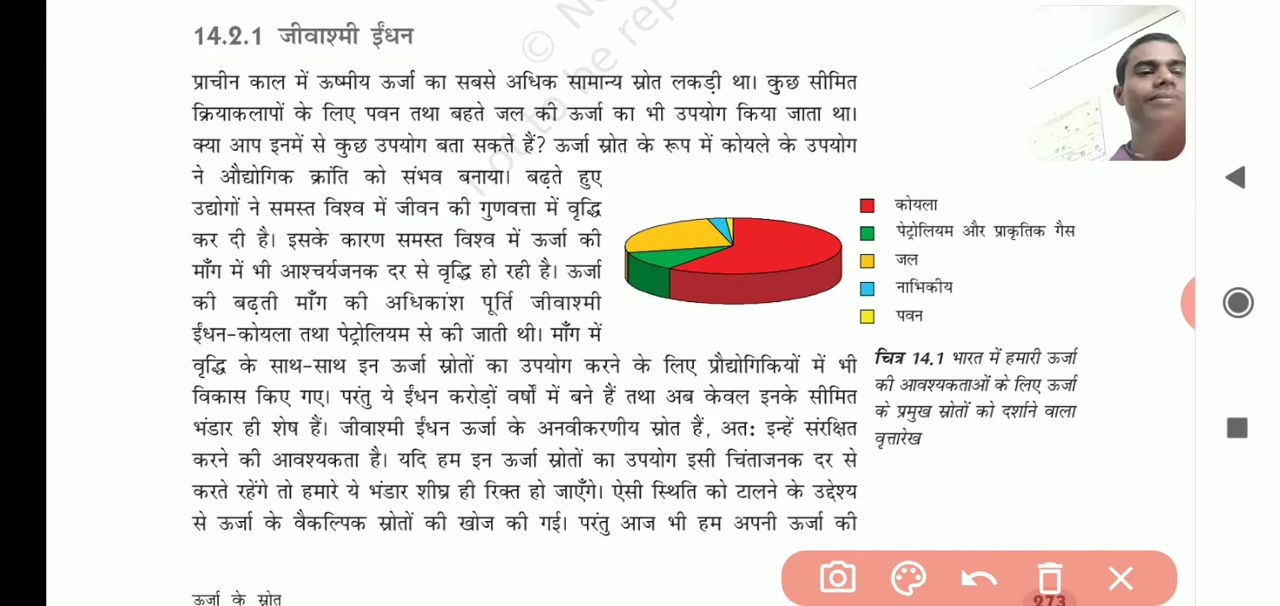 14.2.1 जीवाश्मी ईंधन
प्राचीन काल में ऊष्मीय ऊर्जा का सबसे अधिक सामान्य स्रोत लकड़ी था। कुछ सीमित
क्रियाकलापों के लिए पवन तथा बहते जल की ऊर्जा का भी उपयोग किया जाता था।
क्या आप इनमें से कुछ उपयोग बता सकते हैं? ऊर्जा स्रोत के रूप में कोयले के उपयोग
ने औद्योगिक क्रांति को संभव बनाया। बढ़ते हुए
उद्योगों ने समस्त विश्व में जीवन की गुणवत्ता में वृद्धि
कर दी है। इसके कारण समस्त विश्व में ऊर्जा की
माँग में भी आश्चर्यजनक दर से वृद्धि हो रही है। ऊर्जा
की बढ़ती माँग की अधिकांश पूर्ति जीवाश्मी
ईंधन-कोयला तथा पेट्रोलियम से की जाती थी। माँग में
वृद्धि के साथ-साथ इन ऊर्जा स्रोतों का उपयोग करने के लिए प्रौद्योगिकियों में भी
विकास किए गए। परंतु ये ईंधन करोड़ों वर्षों में बने हैं तथा अब केवल इनके सीमित
भंडार ही शेष हैं। जीवाश्मी ईंधन ऊर्जा के अनवीकरणीय स्रोत हैं, अतः इन्हें संरक्षित
करने की आवश्यकता है। यदि हम इन ऊर्जा स्रोतों का उपयोग इसी चिंताजनक दर से
करते रहेंगे तो हमारे ये भंडार शीघ्र ही रिक्त हो जाएँगे। ऐसी स्थिति को टालने के उद्देश्य
से ऊर्जा के वैकल्पिक स्रोतों की खोज की गई। परंतु आज भी हम अपनी ऊर्जा की
कोयला
पेट्रोलियम और प्राकृतिक गैस
जल
नाभिकीय
पवन
चित्र 14.1 भारत में हमारी ऊर्जा
की आवश्यकताओं के लिए ऊर्जा
के प्रमुख स्रोतों को दर्शाने वाला
वृत्तारेख
ऊर्जा के स्रोत
273
©
not to be rep